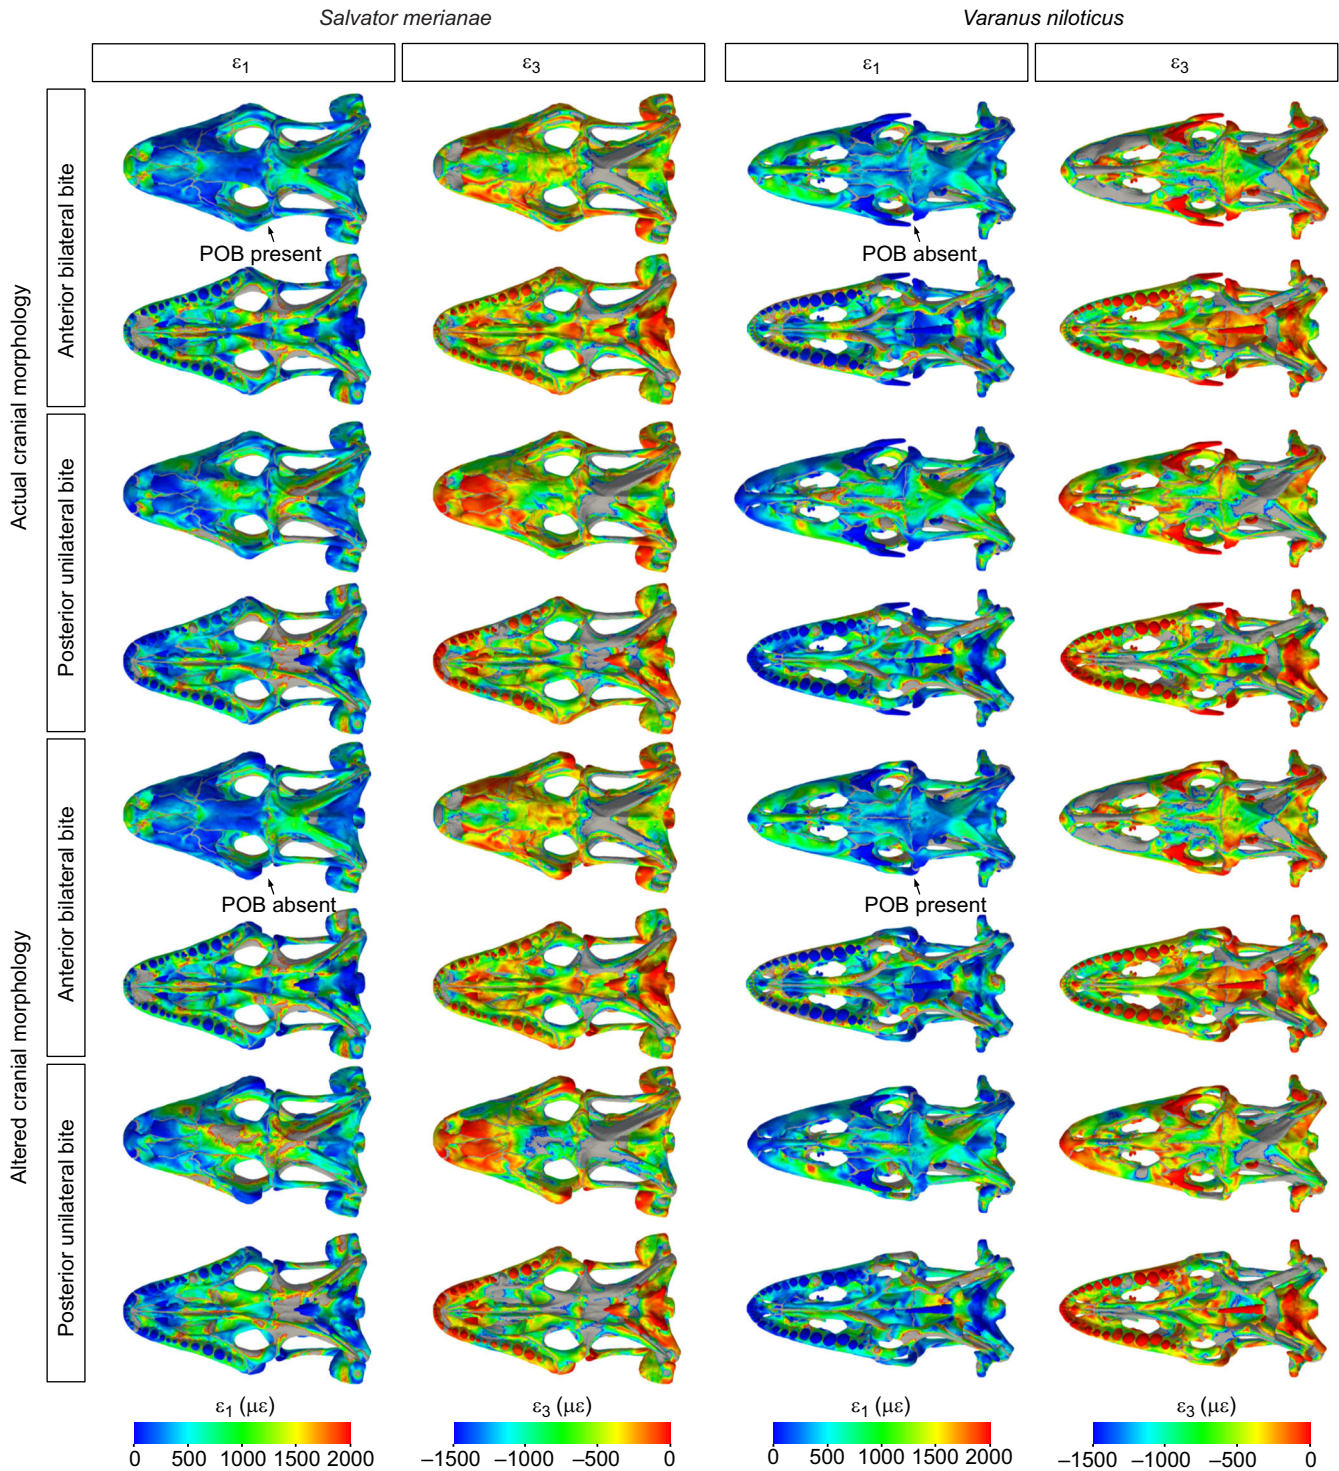 Salvator merianae
Varanus niloticus
ε1
ε3
ε1
ε3
Actual cranial morphology
Anterior bilateral bite
POB present
POB absent
Posterior unilateral bite
Altered cranial morphology
Anterior bilateral bite
POB absent
POB present
Posterior unilateral bite
ε1 (με)
ε3 (με)
ε1 (με)
ε3 (με)
0 500 1000 1500 2000
–1500 –1000 –500 0
0 500 1000 1500 2000
–1500 –1000 –500 0